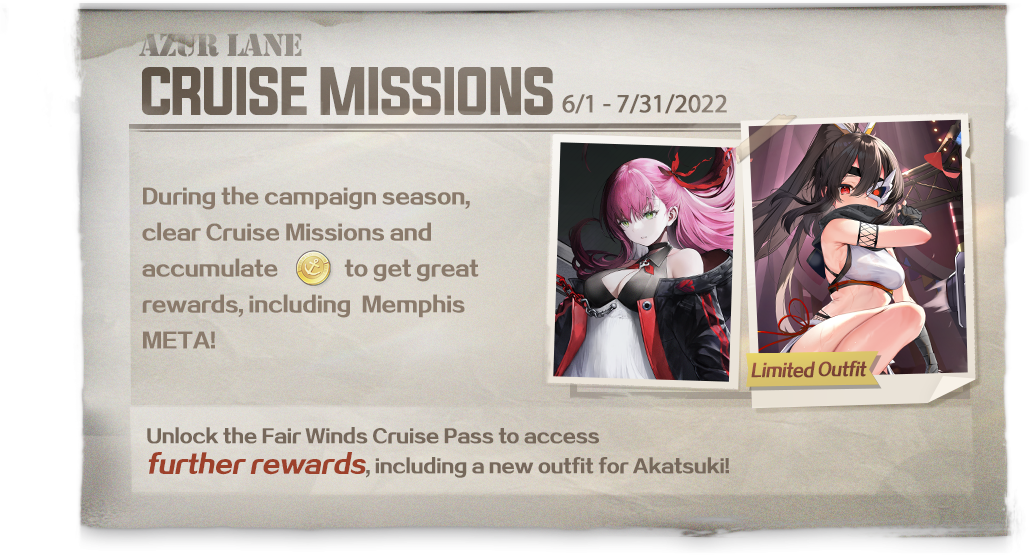 AZUR LANE
CRUISE MISSIONS 6/1 - 7/31/2022
During the campaign season,
clear Cruise Missions and
accumulate to get great
rewards, including Memphis
META!
Limited Outfit
Unlock the Fair Winds Cruise Pass to access
further rewards, including a new outfit for Akatsuki!